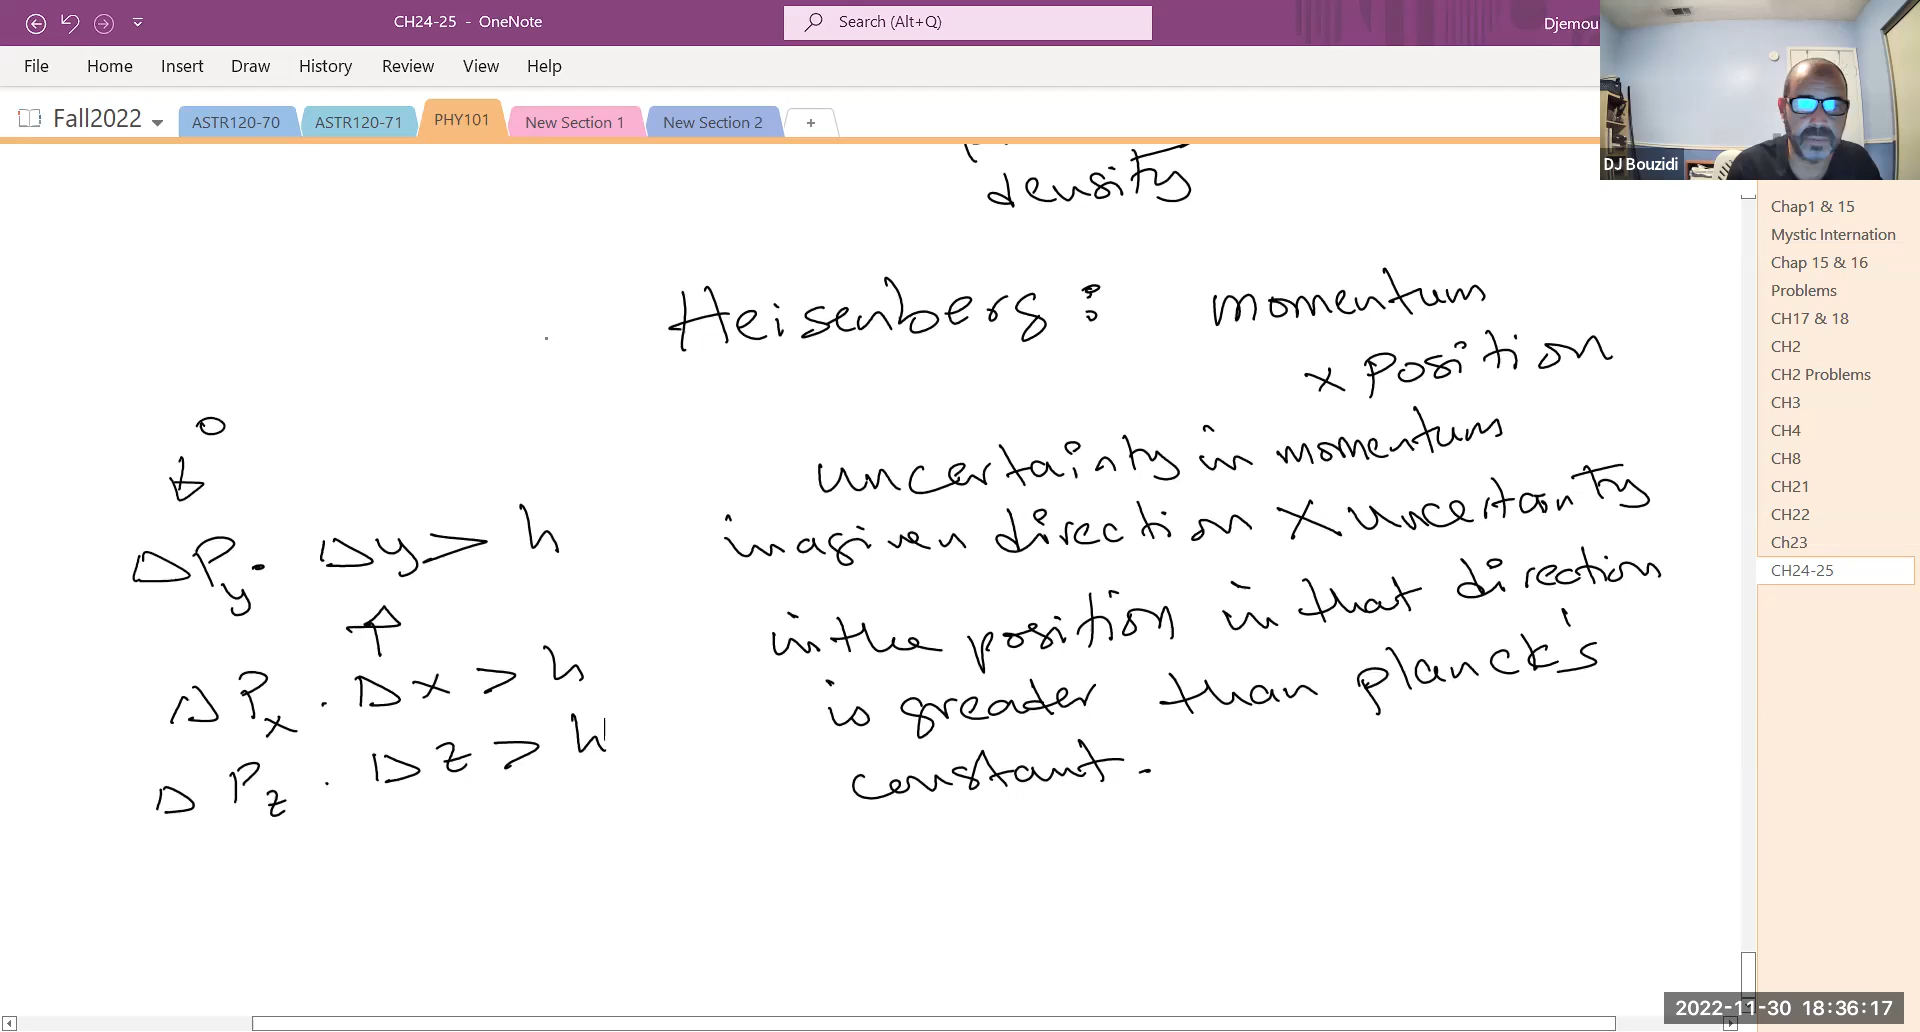 CH24-25 - OneNote
Search (Alt+Q)
Djemou
File Home Insert Draw History Review View Help
Fall2022
ASTR120-70 ASTR120-71 PHY101 New Section 1 New Section 2 +
DJ Bouzidi
Chap1 & 15
Mystic Internation
Chap 15 & 16
Problems
CH17 & 18
CH2
CH2 Problems
CH3
CH4
CH8
CH21
CH22
Ch23
CH24-25
density
Heisenberg : momentum
x position
uncertainty in momentum
in a given direction X uncertainty
in the position in that direction
is greader than planck's
constant.
ΔPy . Δy > h
ΔPx . Δx > h
ΔPz . Δz > h
2022-11-30 18:36:17